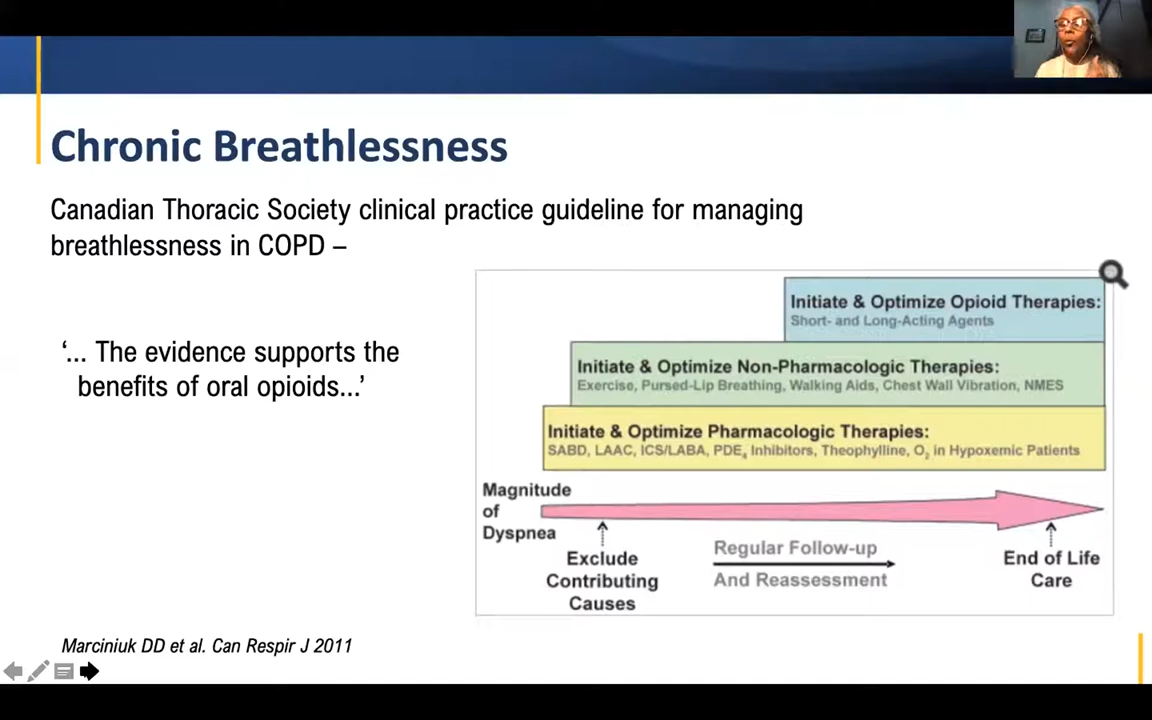 Chronic Breathlessness
Canadian Thoracic Society clinical practice guideline for managing
breathlessness in COPD –
‘... The evidence supports the
benefits of oral opioids...’
Initiate & Optimize Opioid Therapies:
Short- and Long-Acting Agents
Initiate & Optimize Non-Pharmacologic Therapies:
Exercise, Pursed-Lip Breathing, Walking Aids, Chest Wall Vibration, NMES
Initiate & Optimize Pharmacologic Therapies:
SABD, LAAC, ICS/LABA, PDE₄ Inhibitors, Theophylline, O₂ in Hypoxemic Patients
Magnitude
of
Dyspnea
Exclude
Contributing
Causes
Regular Follow-up
And Reassessment
End of Life
Care
Marciniuk DD et al. Can Respir J 2011